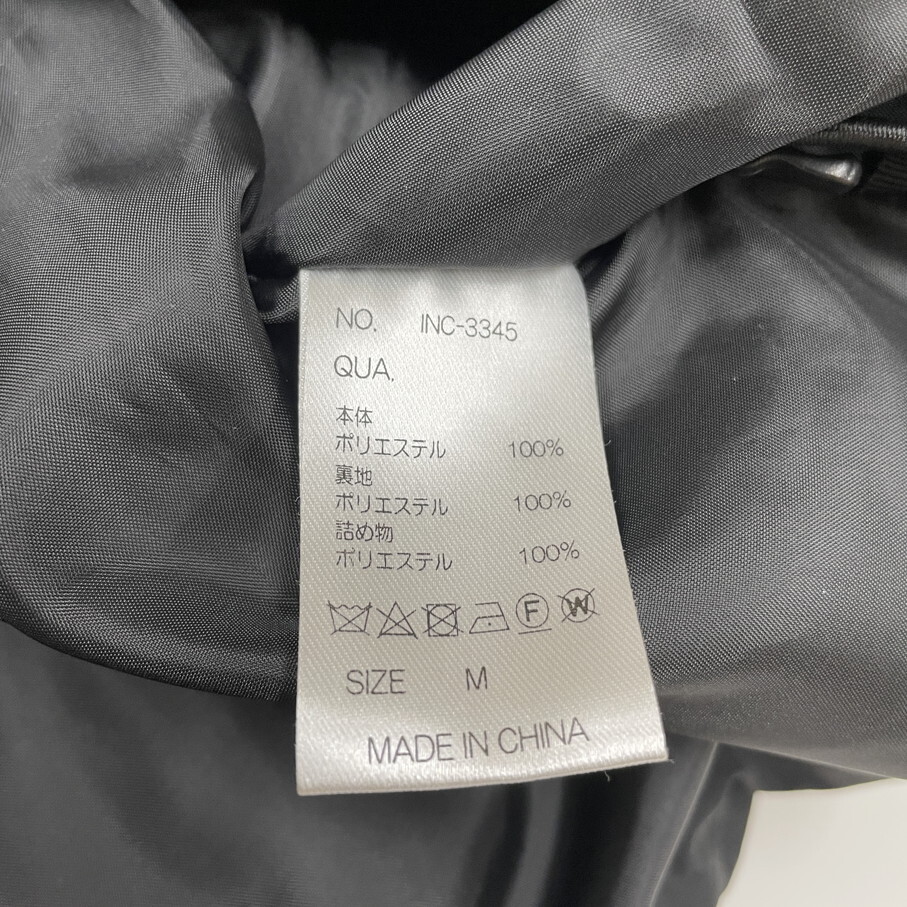 NO. INC-3345
QUA.
本体
ポリエステル 100%
裏地
ポリエステル 100%
詰め物
ポリエステル 100%
F W
SIZE M
MADE IN CHINA